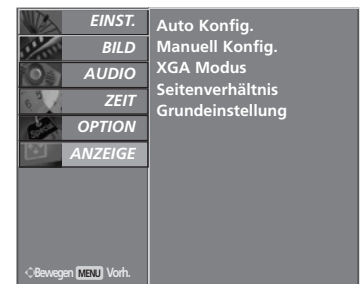 EINST.
BILD
AUDIO
ZEIT
OPTION
ANZEIGE
Auto Konfig.
Manuell Konfig.
XGA Modus
Seitenverhältnis
Grundeinstellung
Bewegen MENU Vorh.